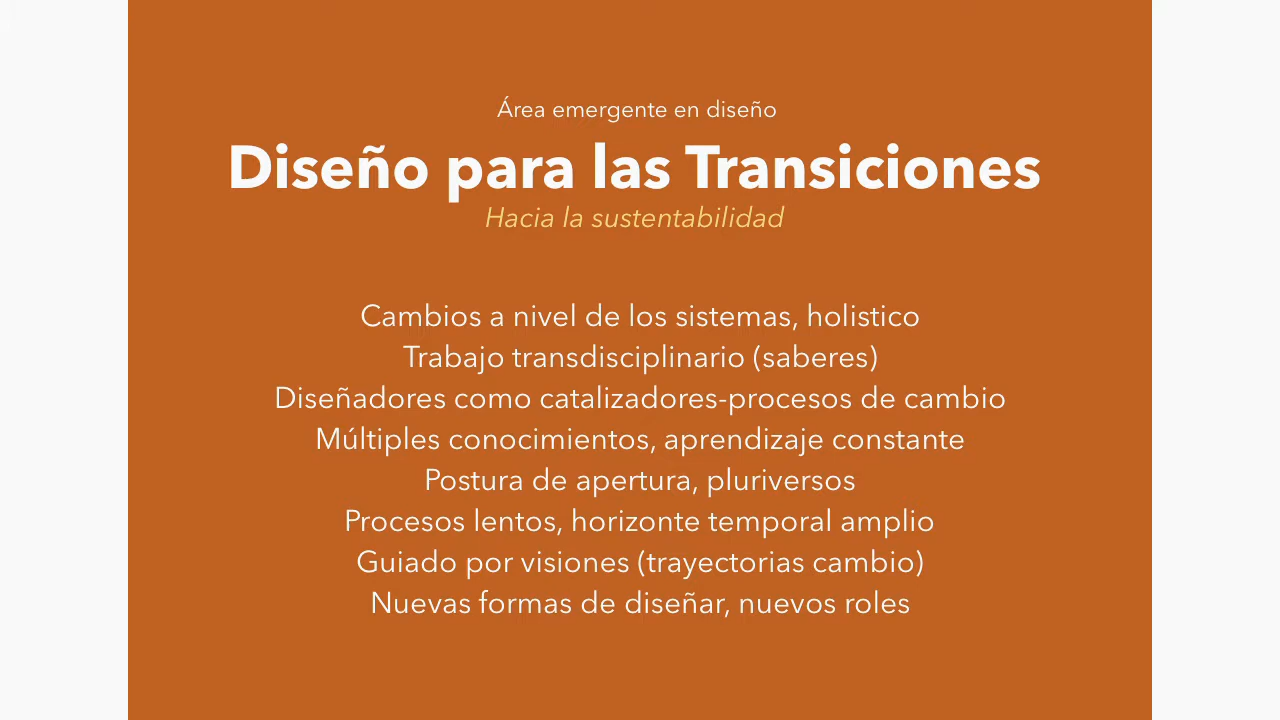 Área emergente en diseño
Diseño para las Transiciones
Hacia la sustentabilidad
Cambios a nivel de los sistemas, holistico
Trabajo transdisciplinario (saberes)
Diseñadores como catalizadores-procesos de cambio
Múltiples conocimientos, aprendizaje constante
Postura de apertura, pluriversos
Procesos lentos, horizonte temporal amplio
Guiado por visiones (trayectorias cambio)
Nuevas formas de diseñar, nuevos roles